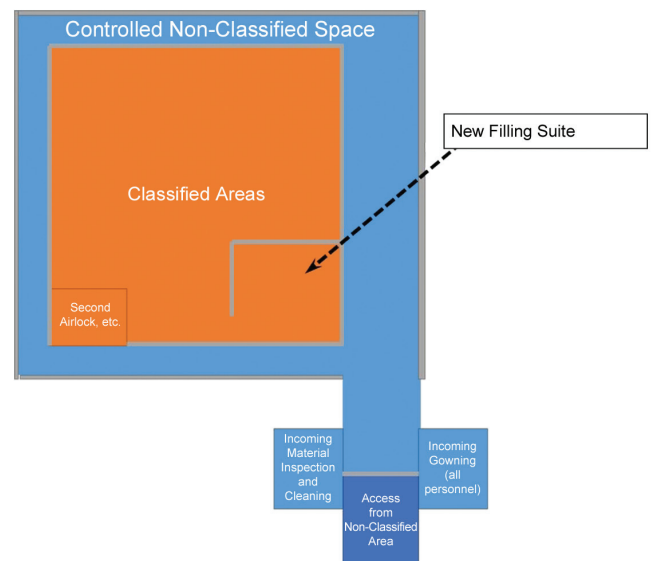 Controlled Non-Classified Space
New Filling Suite
Classified Areas
Second
Airlock, etc.
Incoming
Material
Inspection
and
Cleaning
Incoming
Gowning
(all
personnel)
Access
from
Non-Classified
Area